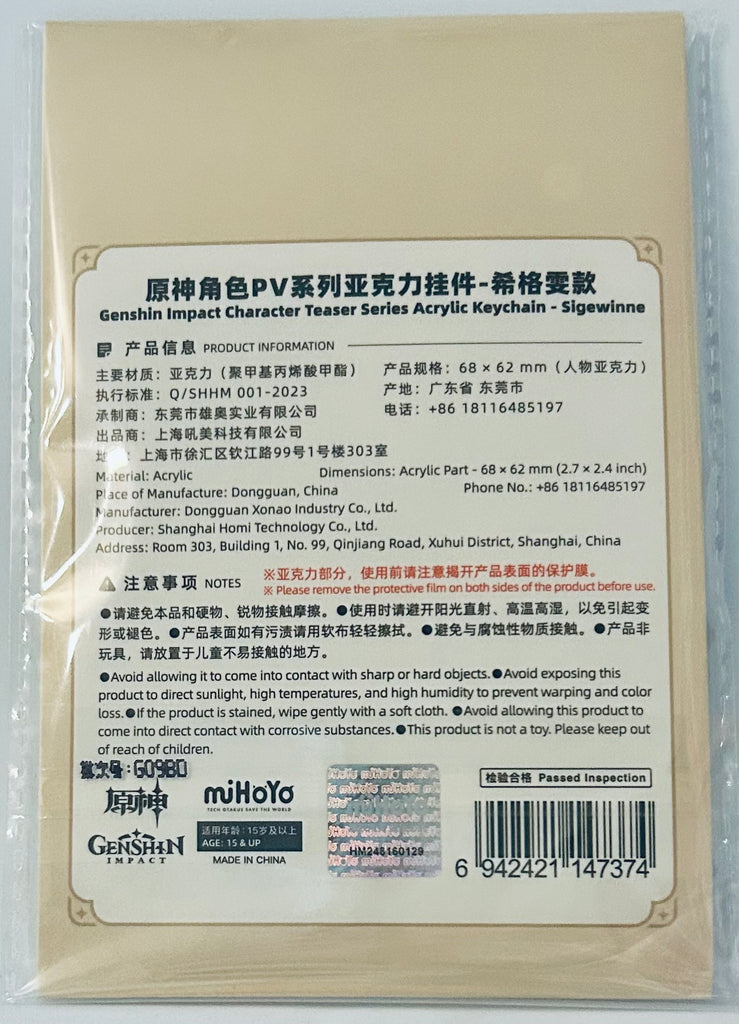 原神角色PV系列亚克力挂件-希格雯款
Genshin Impact Character Teaser Series Acrylic Keychain - Sigewinne
产品信息 PRODUCT INFORMATION
主要材质：亚克力（聚甲基丙烯酸甲酯）
产品规格：68 × 62 mm（人物亚克力）
执行标准：Q/SHHM 001-2023
产地：广东省 东莞市
承制商：东莞市雄奥实业有限公司
电话：+86 18116485197
出品商：上海吼美科技有限公司
地址：上海市徐汇区钦江路99号1号楼303室
Material: Acrylic
Dimensions: Acrylic Part - 68 × 62 mm (2.7 × 2.4 inch)
Place of Manufacture: Dongguan, China
Phone No.: +86 18116485197
Manufacturer: Dongguan Xonao Industry Co., Ltd.
Producer: Shanghai Homi Technology Co., Ltd.
Address: Room 303, Building 1, No. 99, Qinjiang Road, Xuhui District, Shanghai, China
注意事项 NOTES
※亚克力部分，使用前请注意揭开产品表面的保护膜。
※ Please remove the protective film on both sides of the product before use.
●请避免本品和硬物、锐物接触摩擦。●使用时请避开阳光直射、高温高湿，以免引起变
形或褪色。●产品表面如有污渍请用软布轻轻擦拭。●避免与腐蚀性物质接触。●产品非
玩具，请放置于儿童不易接触的地方。
●Avoid allowing it to come into contact with sharp or hard objects.●Avoid exposing this
product to direct sunlight, high temperatures, and high humidity to prevent warping and color
loss.●If the product is stained, wipe gently with a soft cloth. ●Avoid allowing this product to
come into direct contact with corrosive substances.●This product is not a toy. Please keep out
of reach of children.
批次号：G09B0
原神
GENSHIN
IMPACT
miHoYo
TECH OTAKUS SAVE THE WORLD
适用年龄：15岁及以上
AGE: 15 & UP
MADE IN CHINA
miHoYo
HM248160129
检验合格 Passed Inspection
6 942421 147374